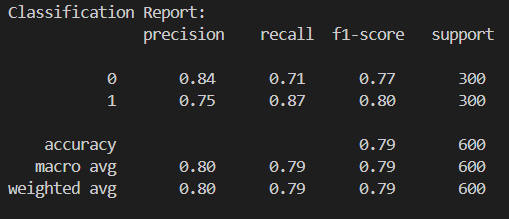 Classification Report:
precision recall f1-score support
0 0.84 0.71 0.77 300
1 0.75 0.87 0.80 300
accuracy 0.79 600
macro avg 0.80 0.79 0.79 600
weighted avg 0.80 0.79 0.79 600